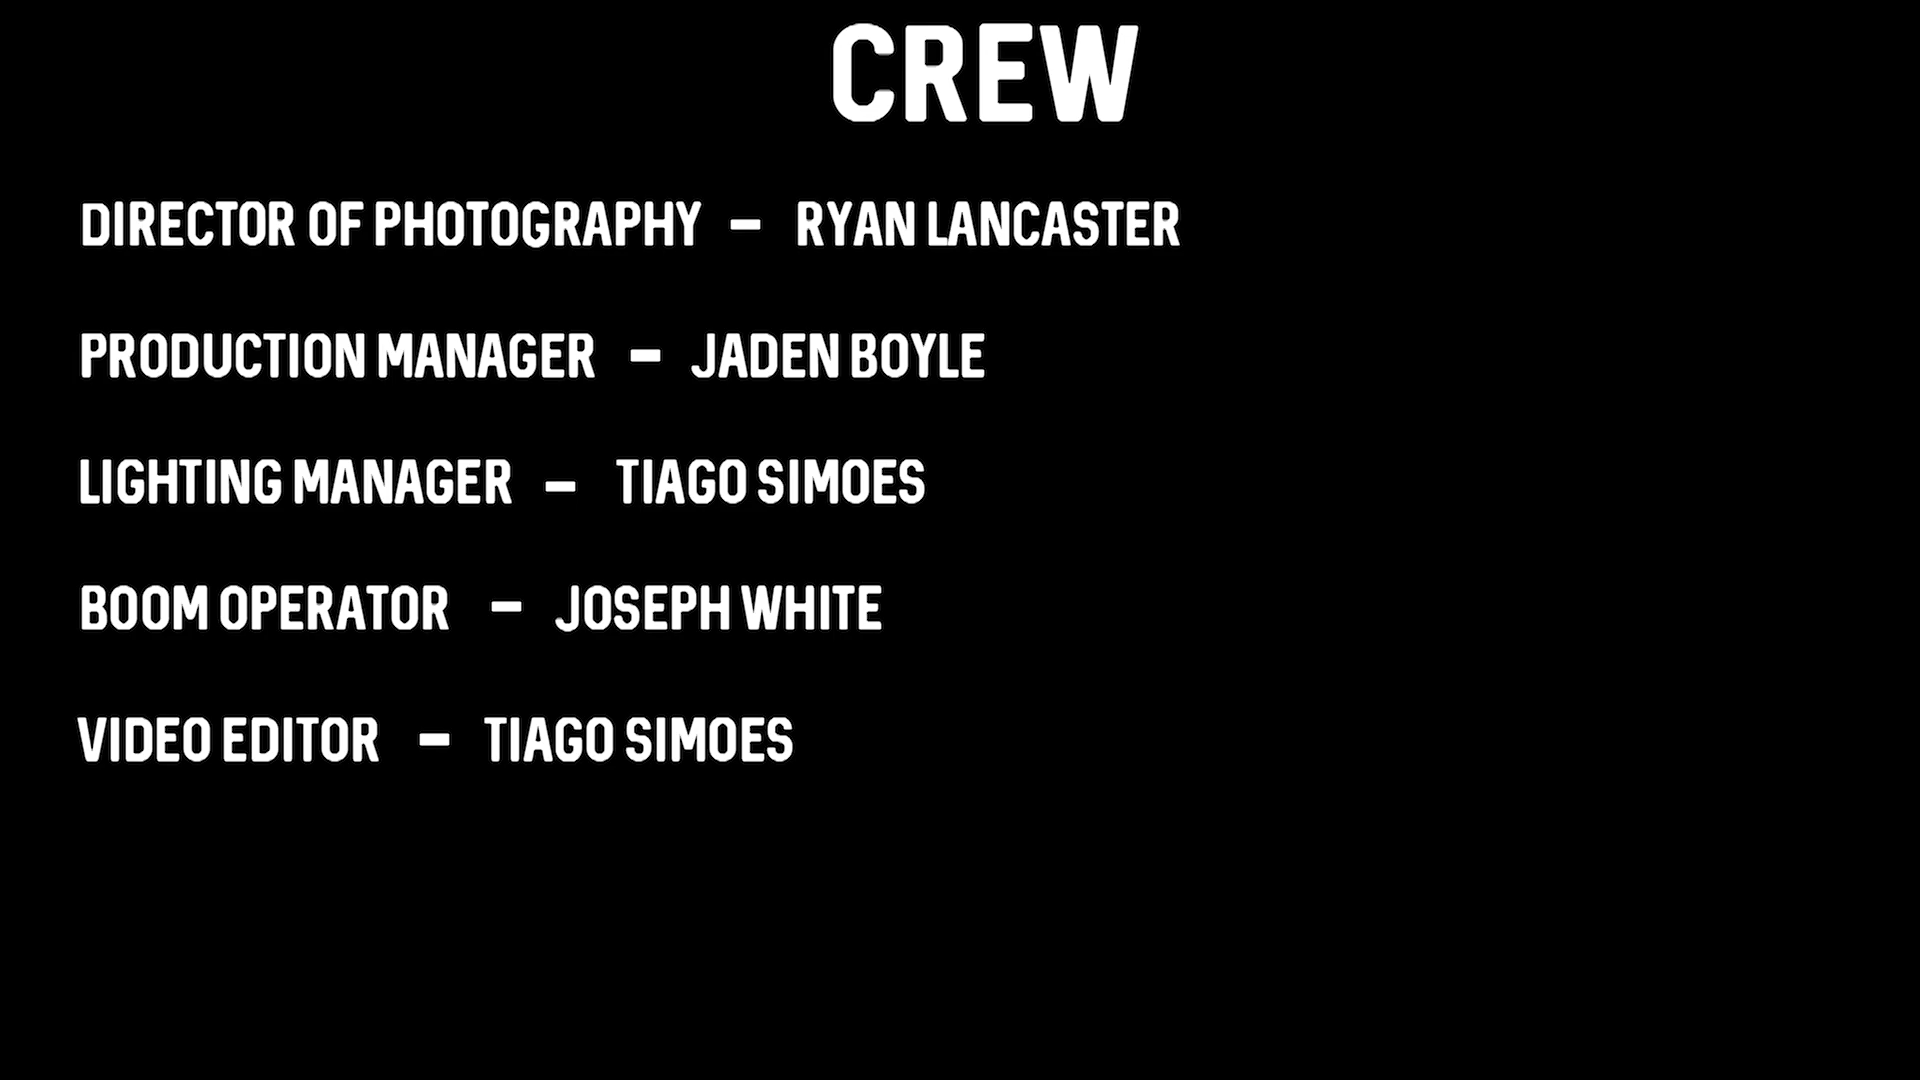 CREW
DIRECTOR OF PHOTOGRAPHY - RYAN LANCASTER
PRODUCTION MANAGER - JADEN BOYLE
LIGHTING MANAGER - TIAGO SIMOES
BOOM OPERATOR - JOSEPH WHITE
VIDEO EDITOR - TIAGO SIMOES